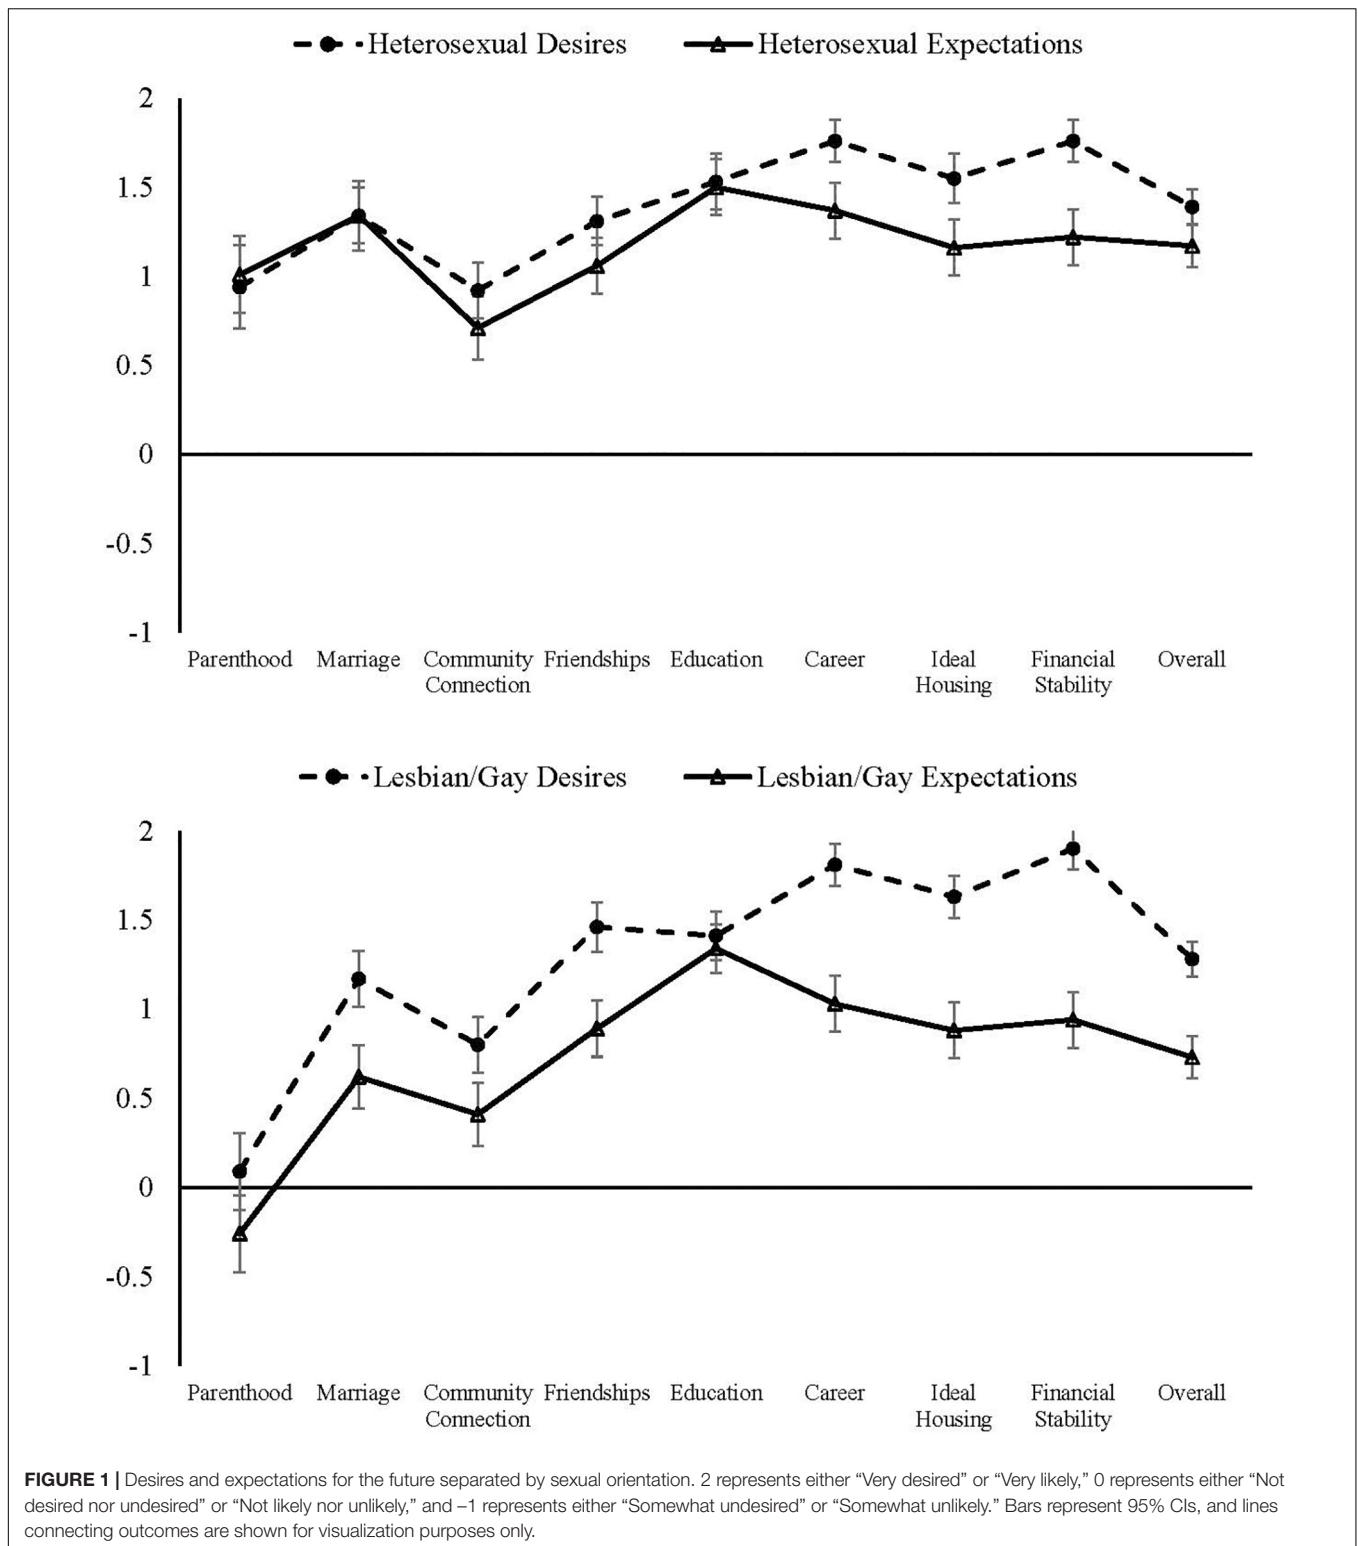 Heterosexual Desires Heterosexual Expectations
2
1.5
1
0.5
0
-0.5
-1
Parenthood Marriage Community Friendships Education Career Ideal Financial Overall
Connection Housing Stability
Lesbian/Gay Desires Lesbian/Gay Expectations
2
1.5
1
0.5
0
-0.5
-1
Parenthood Marriage Community Friendships Education Career Ideal Financial Overall
Connection Housing Stability
FIGURE 1 | Desires and expectations for the future separated by sexual orientation. 2 represents either “Very desired” or “Very likely,” 0 represents either “Not
desired nor undesired” or “Not likely nor unlikely,” and –1 represents either “Somewhat undesired” or “Somewhat unlikely.” Bars represent 95% CIs, and lines
connecting outcomes are shown for visualization purposes only.